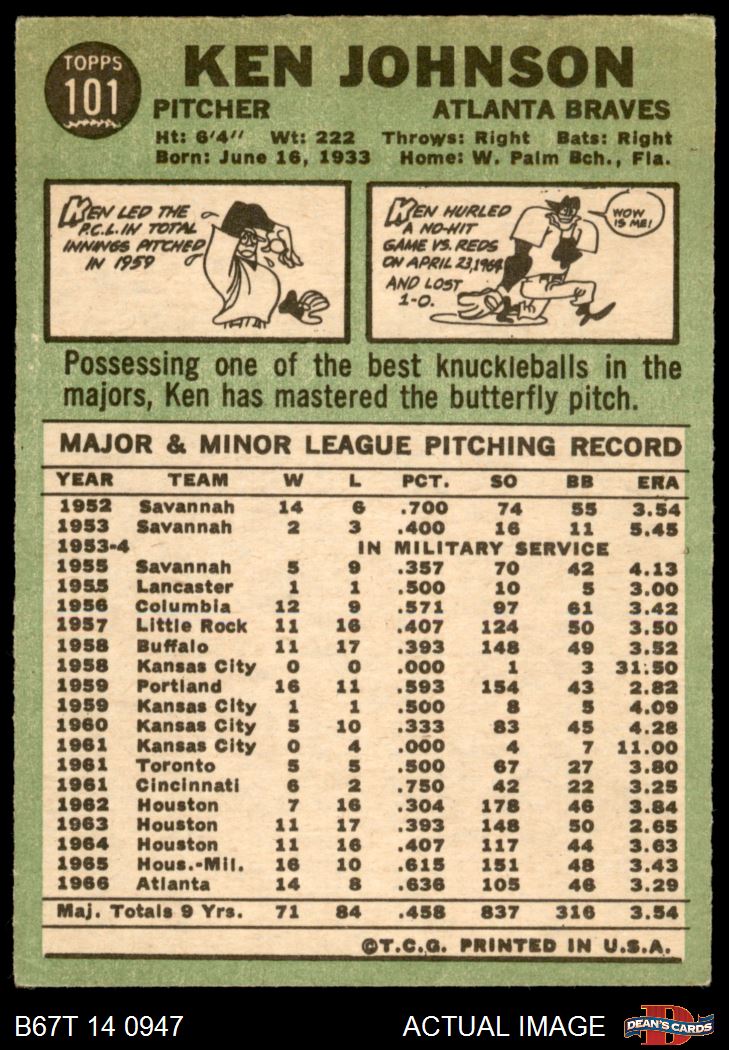 TOPPS
101
KEN JOHNSON
PITCHER ATLANTA BRAVES
Ht: 6'4" Wt: 222 Throws: Right Bats: Right
Born: June 16, 1933 Home: W. Palm Bch., Fla.
KEN LED THE
P.C.L. IN TOTAL
INNINGS PITCHED
IN 1959
KEN HURLED
A NO-HIT
GAME VS. REDS
ON APRIL 23, 1964
AND LOST
1-0.
WOW
IS ME!
Possessing one of the best knuckleballs in the
majors, Ken has mastered the butterfly pitch.
MAJOR & MINOR LEAGUE PITCHING RECORD
YEAR TEAM W L PCT. SO BB ERA
1952 Savannah 14 6 .700 74 55 3.54
1953 Savannah 2 3 .400 16 11 5.45
1953-4 IN MILITARY SERVICE
1955 Savannah 5 9 .357 70 42 4.13
1955 Lancaster 1 1 .500 10 5 3.00
1956 Columbia 12 9 .571 97 61 3.42
1957 Little Rock 11 16 .407 124 50 3.50
1958 Buffalo 11 17 .393 148 49 3.52
1958 Kansas City 0 0 .000 1 3 31.50
1959 Portland 16 11 .593 154 43 2.82
1959 Kansas City 1 1 .500 8 5 4.09
1960 Kansas City 5 10 .333 83 45 4.28
1961 Kansas City 0 4 .000 4 7 11.00
1961 Toronto 5 5 .500 67 27 3.80
1961 Cincinnati 6 2 .750 42 22 3.25
1962 Houston 7 16 .304 178 46 3.84
1963 Houston 11 17 .393 148 50 2.65
1964 Houston 11 16 .407 117 44 3.63
1965 Hous.-Mil. 16 10 .615 151 48 3.43
1966 Atlanta 14 8 .636 105 46 3.29
Maj. Totals 9 Yrs. 71 84 .458 837 316 3.54
©T.C.G. PRINTED IN U.S.A.
B67T 14 0947 ACTUAL IMAGE D DEAN'S CARDS